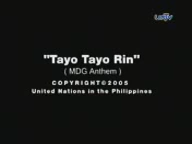 "Tayo Tayo Rin"
( MDG Anthem )
COPYRIGHT©2005
United Nations in the Philippines